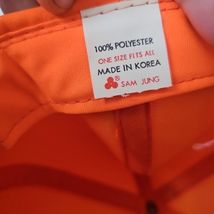 100% POLYESTER
ONE SIZE FITS ALL
MADE IN KOREA
SAM JUNG